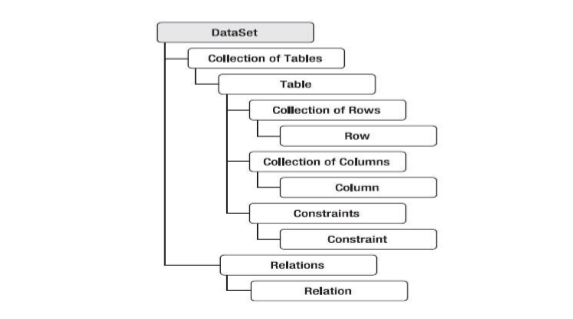 DataSet
Collection of Tables
Table
Collection of Rows
Row
Collection of Columns
Column
Constraints
Constraint
Relations
Relation